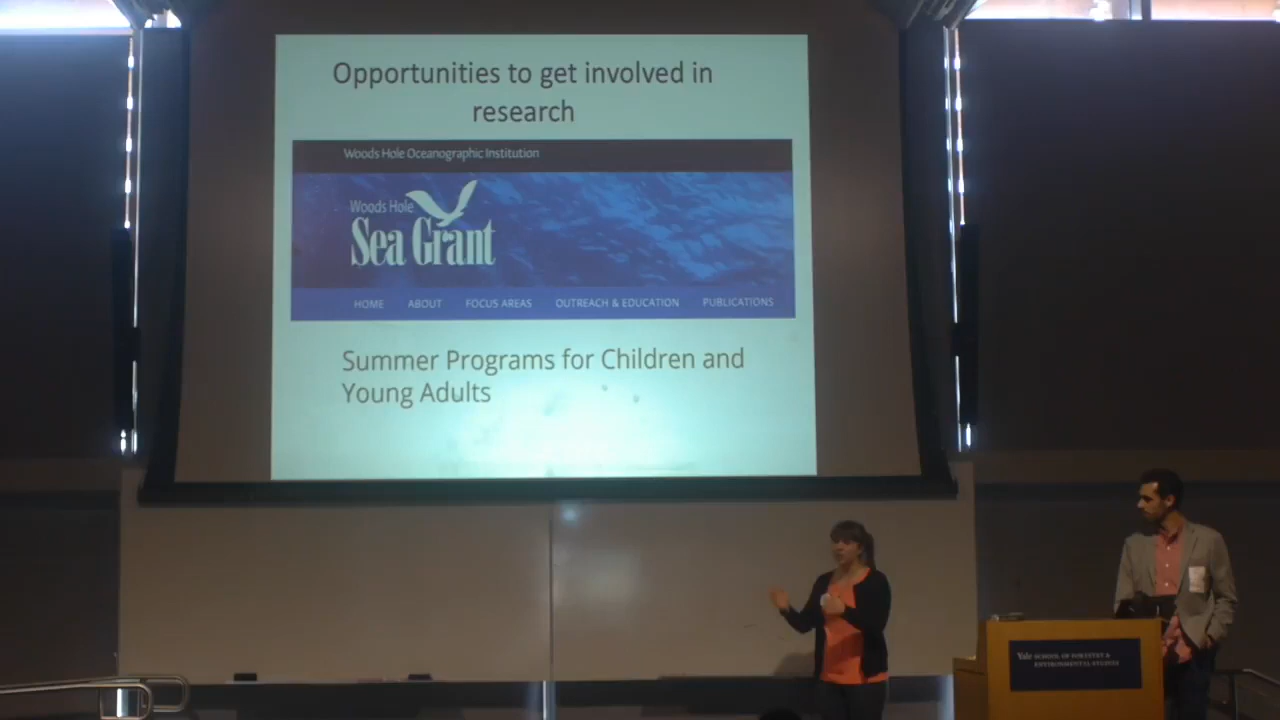 Opportunities to get involved in
research
Woods Hole Oceanographic Institution
Woods Hole
Sea Grant
HOME ABOUT FOCUS AREAS OUTREACH & EDUCATION PUBLICATIONS
Summer Programs for Children and
Young Adults
Yale SCHOOL OF FORESTRY &
ENVIRONMENTAL STUDIES